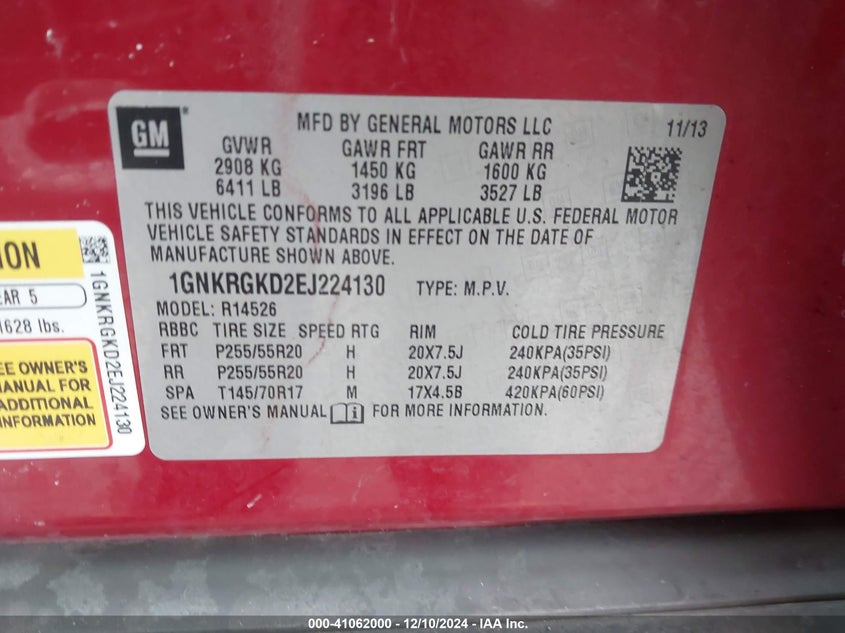 GM
MFD BY GENERAL MOTORS LLC 11/13
GVWR GAWR FRT GAWR RR
2908 KG 1450 KG 1600 KG
6411 LB 3196 LB 3527 LB
THIS VEHICLE CONFORMS TO ALL APPLICABLE U.S. FEDERAL MOTOR
VEHICLE SAFETY STANDARDS IN EFFECT ON THE DATE OF
MANUFACTURE SHOWN ABOVE.
1GNKRGKD2EJ224130 TYPE: M.P.V.
MODEL: R14526
RBBC TIRE SIZE SPEED RTG RIM COLD TIRE PRESSURE
FRT P255/55R20 H 20X7.5J 240KPA(35PSI)
RR P255/55R20 H 20X7.5J 240KPA(35PSI)
SPA T145/70R17 M 17X4.5B 420KPA(60PSI)
SEE OWNER'S MANUAL i FOR MORE INFORMATION.
ION
EAR 5
1628 lbs.
SEE OWNER'S
MANUAL FOR
ADDITIONAL
INFORMATION
1GNKRGKD2EJ224130
000-41062000 - 12/10/2024 - IAA Inc.